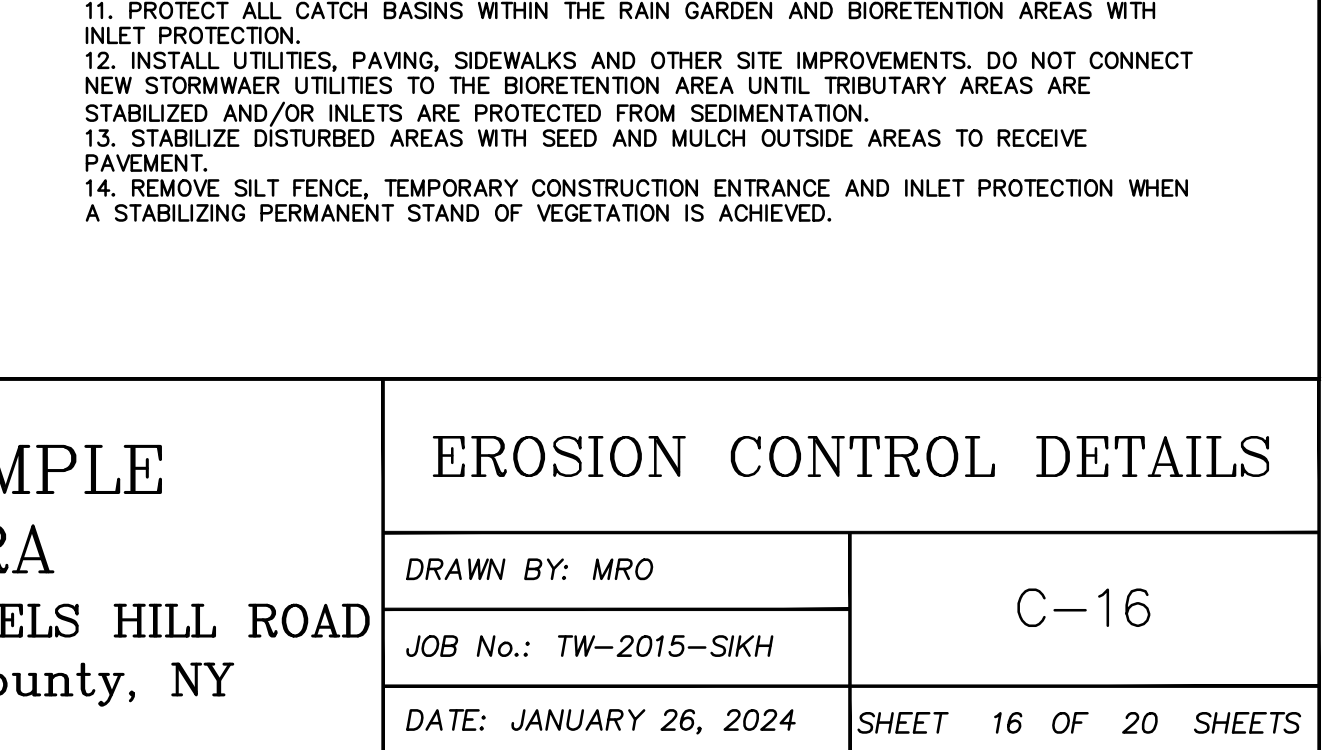 11. PROTECT ALL CATCH BASINS WITHIN THE RAIN GARDEN AND BIORETENTION AREAS WITH
INLET PROTECTION.
12. INSTALL UTILITIES, PAVING, SIDEWALKS AND OTHER SITE IMPROVEMENTS. DO NOT CONNECT
NEW STORMWAER UTILITIES TO THE BIORETENTION AREA UNTIL TRIBUTARY AREAS ARE
STABILIZED AND/OR INLETS ARE PROTECTED FROM SEDIMENTATION.
13. STABILIZE DISTURBED AREAS WITH SEED AND MULCH OUTSIDE AREAS TO RECEIVE
PAVEMENT.
14. REMOVE SILT FENCE, TEMPORARY CONSTRUCTION ENTRANCE AND INLET PROTECTION WHEN
A STABILIZING PERMANENT STAND OF VEGETATION IS ACHIEVED.
MPLE
RA
ELS HILL ROAD
ounty, NY
EROSION CONTROL DETAILS
DRAWN BY: MRO
JOB No.: TW-2015-SIKH
DATE: JANUARY 26, 2024
C-16
SHEET 16 OF 20 SHEETS